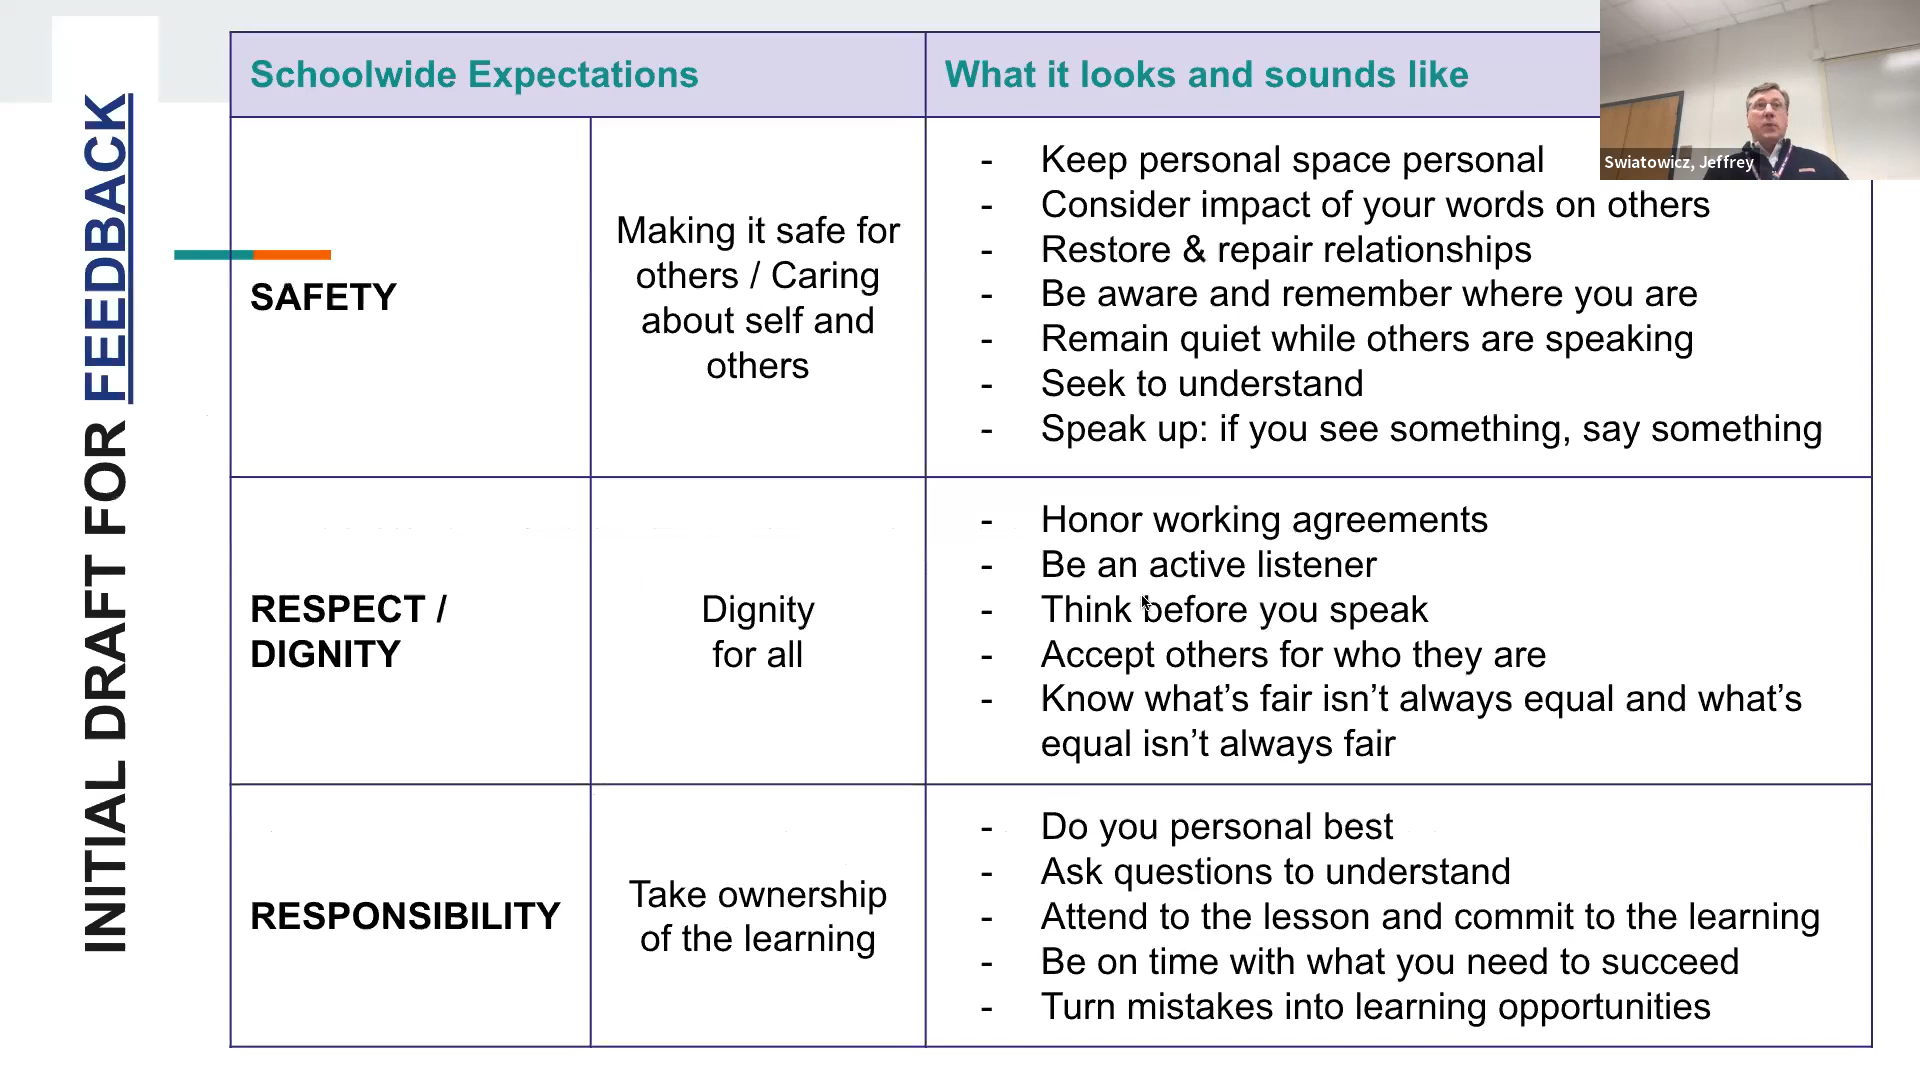 INITIAL DRAFT FOR FEEDBACK
Schoolwide Expectations
What it looks and sounds like
SAFETY
Making it safe for
others / Caring
about self and
others
- Keep personal space personal
- Consider impact of your words on others
- Restore & repair relationships
- Be aware and remember where you are
- Remain quiet while others are speaking
- Seek to understand
- Speak up: if you see something, say something
RESPECT /
DIGNITY
Dignity
for all
- Honor working agreements
- Be an active listener
- Think before you speak
- Accept others for who they are
- Know what’s fair isn’t always equal and what’s
equal isn’t always fair
RESPONSIBILITY
Take ownership
of the learning
- Do you personal best
- Ask questions to understand
- Attend to the lesson and commit to the learning
- Be on time with what you need to succeed
- Turn mistakes into learning opportunities
Swiatowicz, Jeffrey